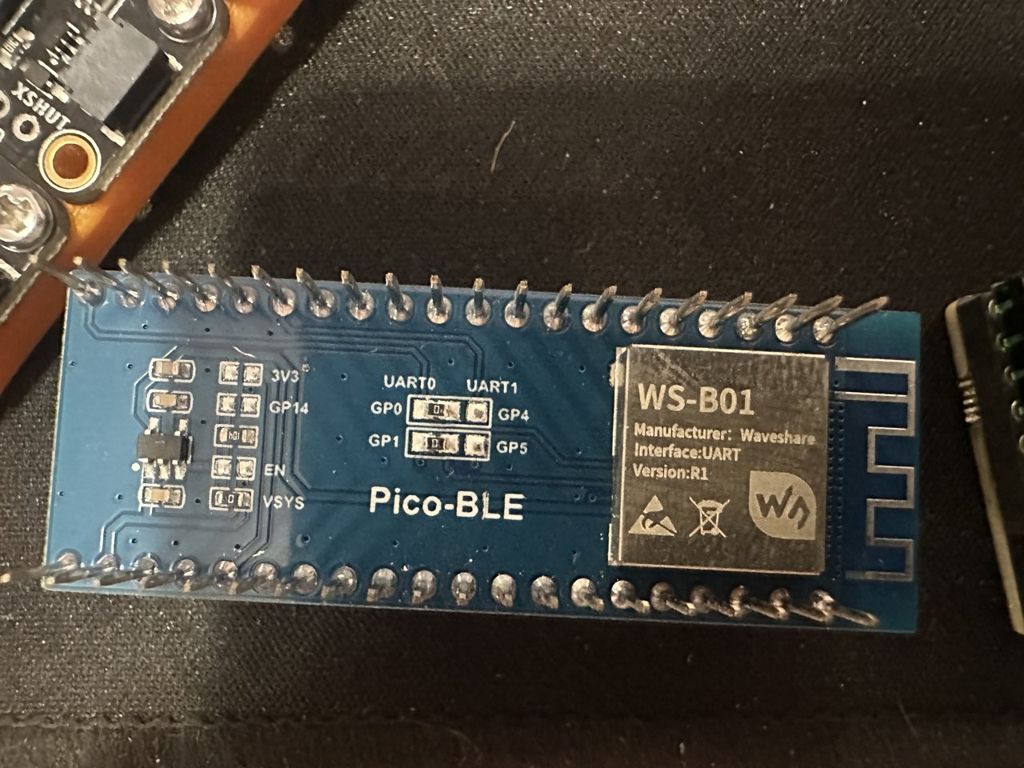 XSHUT
3V3
GP14
EN
VSYS
UART0 UART1
GP0 GP4
GP1 GP5
Pico-BLE
WS-B01
Manufacturer: Waveshare
Interface:UART
Version:R1